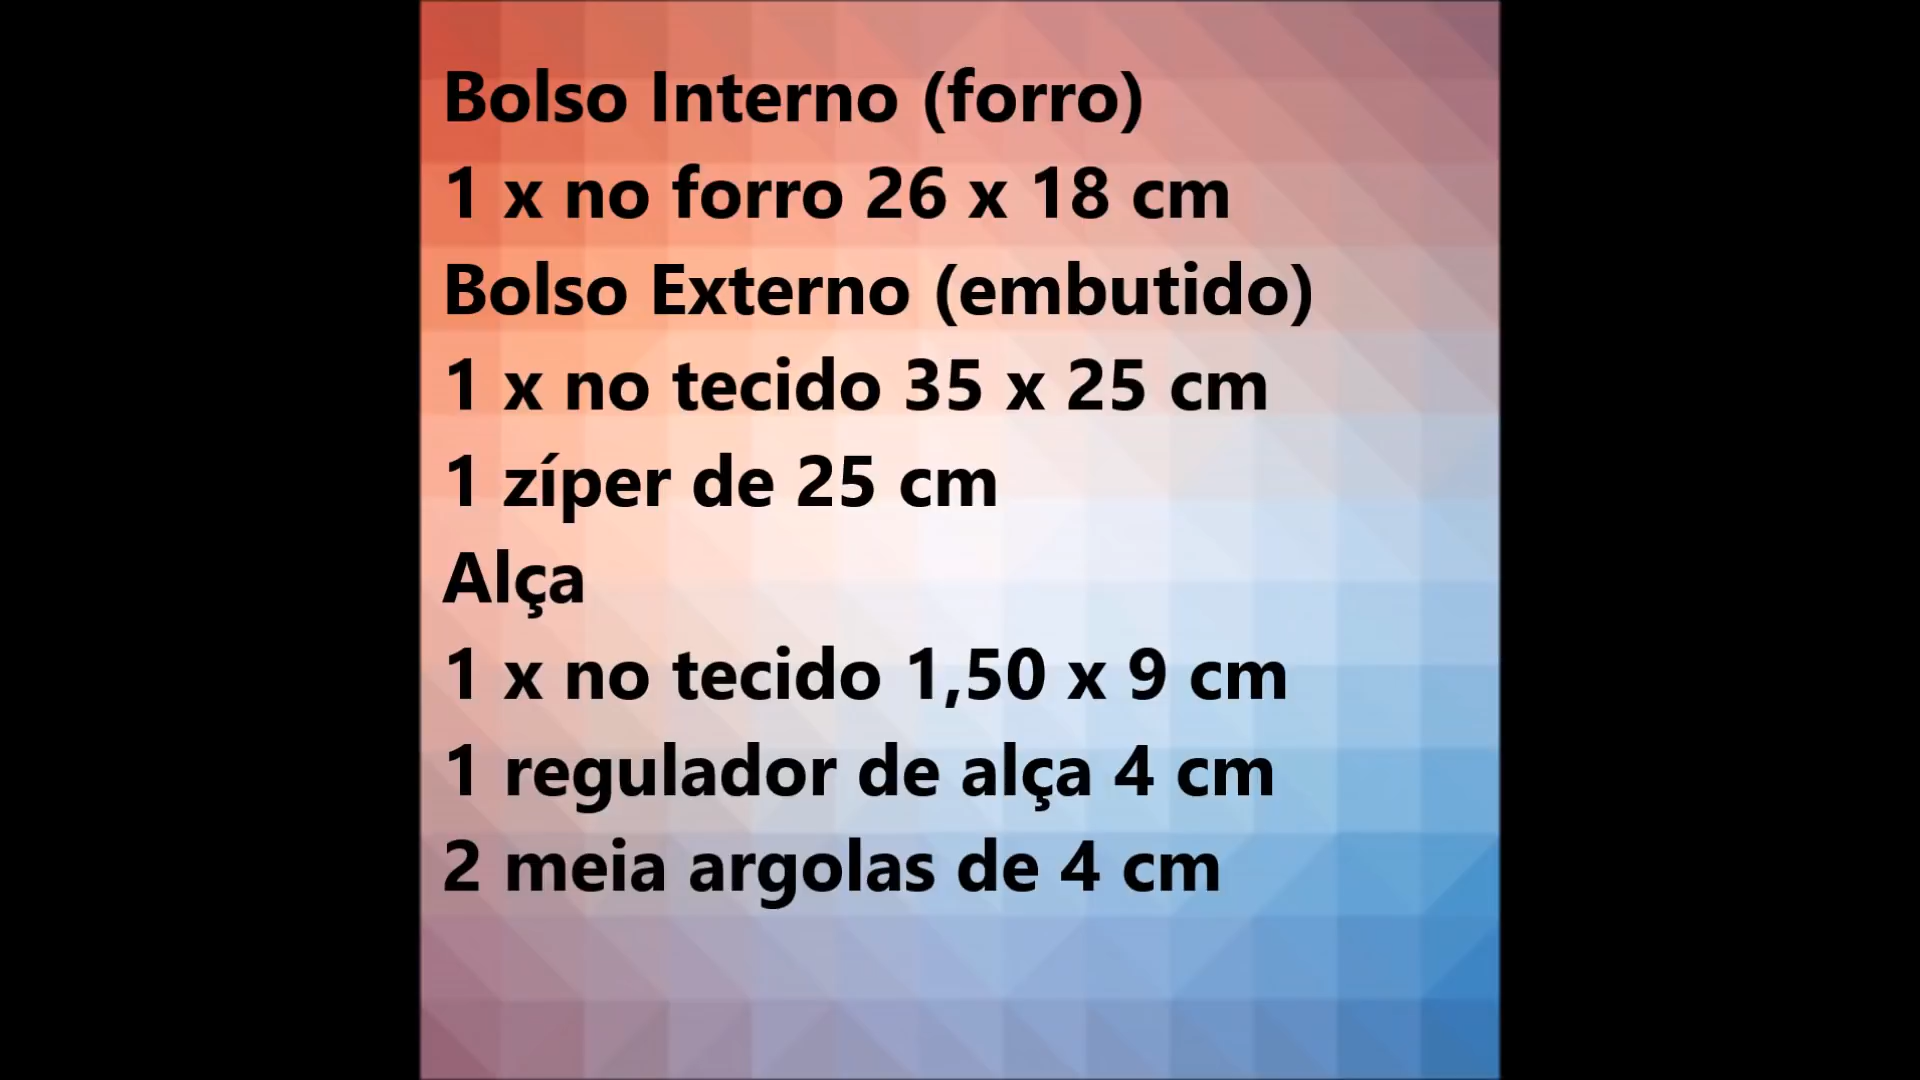 Bolso Interno (forro)
1 x no forro 26 x 18 cm
Bolso Externo (embutido)
1 x no tecido 35 x 25 cm
1 zíper de 25 cm
Alça
1 x no tecido 1,50 x 9 cm
1 regulador de alça 4 cm
2 meia argolas de 4 cm